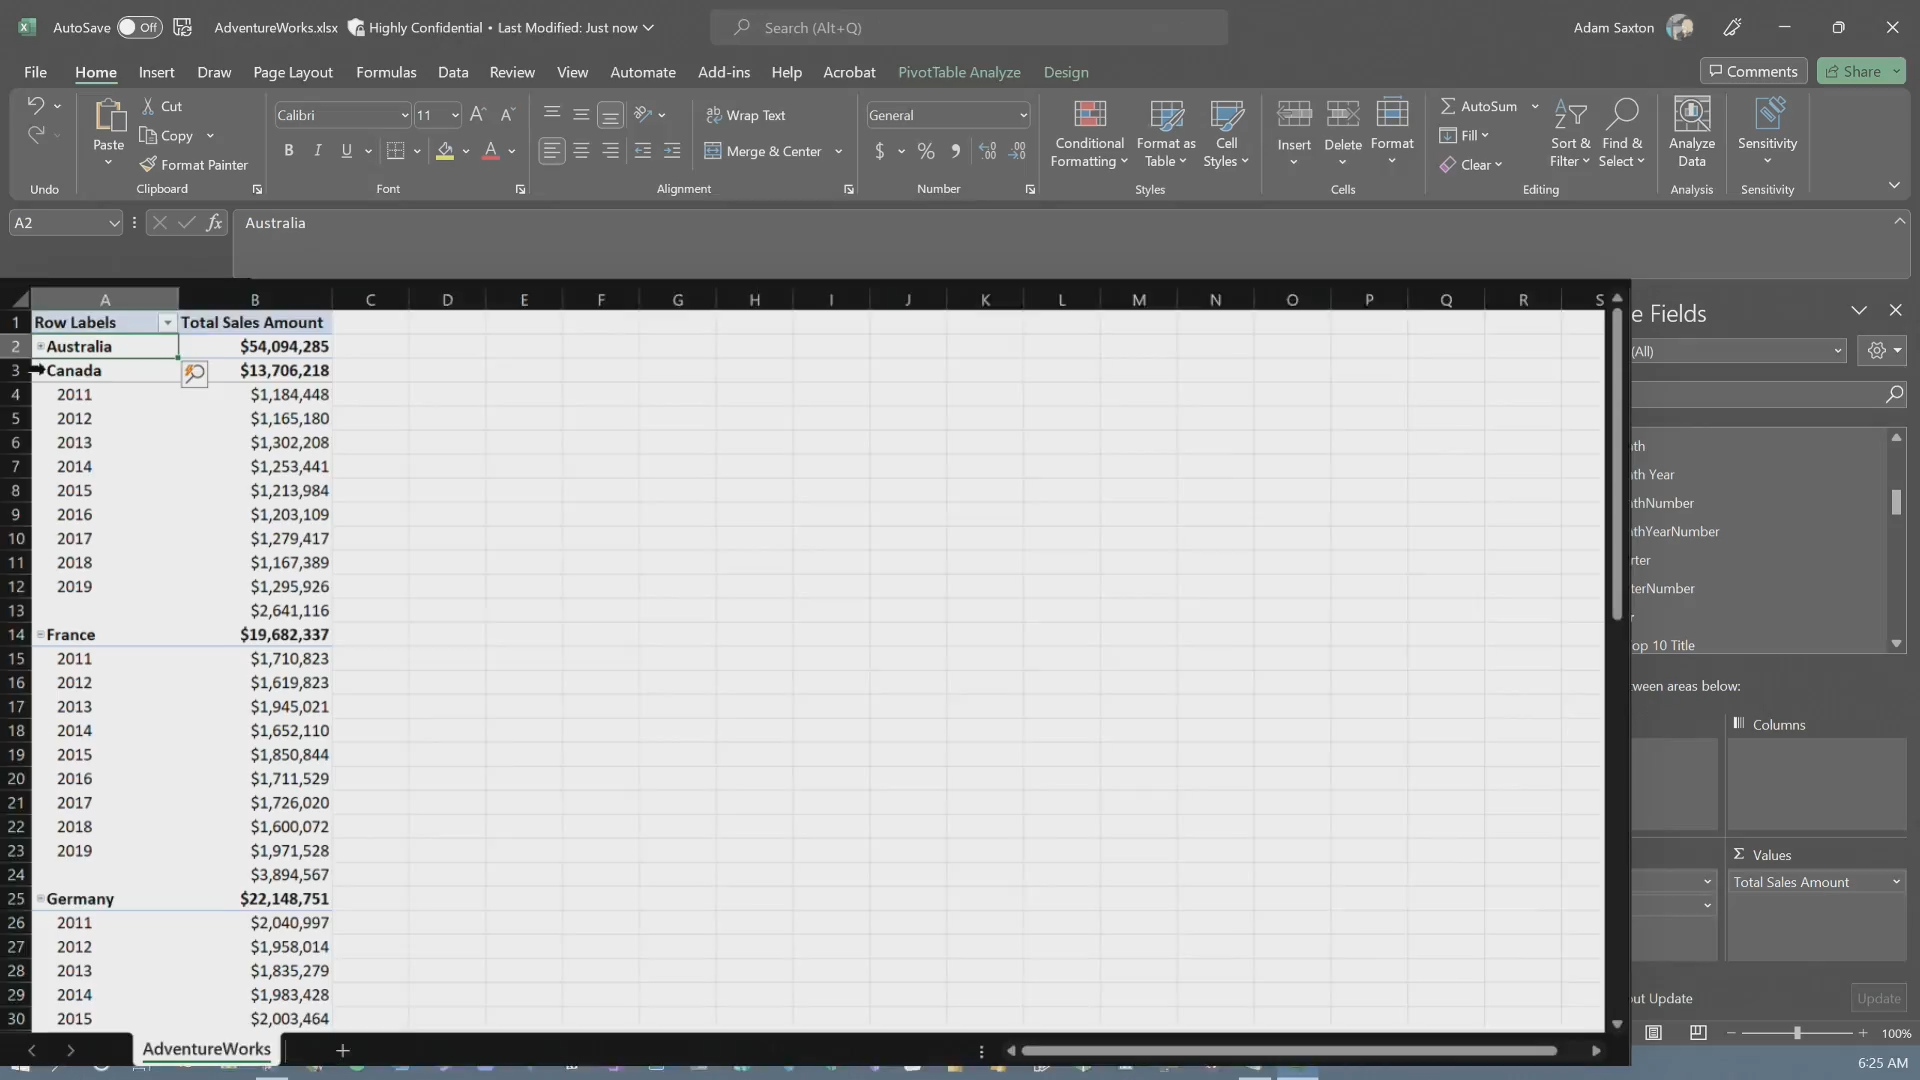 AutoSave Off AdventureWorks.xlsx Highly Confidential • Last Modified: Just now Search (Alt+Q) Adam Saxton
File Home Insert Draw Page Layout Formulas Data Review View Automate Add-ins Help Acrobat PivotTable Analyze Design Comments Share
Cut
Copy
Format Painter
Paste
Undo
Clipboard
Calibri 11
B I U
Font
Wrap Text
Merge & Center
Alignment
General
$ % 9
Number
Conditional Formatting
Format as Table
Cell Styles
Styles
Insert
Delete
Format
Cells
AutoSum
Fill
Clear
Sort & Filter
Find & Select
Editing
Analyze Data
Analysis
Sensitivity
Sensitivity
A2 fx Australia
A B C D E F G H I J K L M N O P Q R S
1 Row Labels Total Sales Amount
2 Australia $54,094,285
3 Canada $13,706,218
4 2011 $1,184,448
5 2012 $1,165,180
6 2013 $1,302,208
7 2014 $1,253,441
8 2015 $1,213,984
9 2016 $1,203,109
10 2017 $1,279,417
11 2018 $1,167,389
12 2019 $1,295,926
13 $2,641,116
14 France $19,682,337
15 2011 $1,710,823
16 2012 $1,619,823
17 2013 $1,945,021
18 2014 $1,652,110
19 2015 $1,850,844
20 2016 $1,711,529
21 2017 $1,726,020
22 2018 $1,600,072
23 2019 $1,971,528
24 $3,894,567
25 Germany $22,148,751
26 2011 $2,040,997
27 2012 $1,958,014
28 2013 $1,835,279
29 2014 $1,983,428
30 2015 $2,003,464
AdventureWorks
e Fields
(All)
nth
nth Year
nthNumber
nthYearNumber
rter
terNumber
r
op 10 Title
ween areas below:
Columns
Σ Values
Total Sales Amount
out Update
Update
100%
6:25 AM